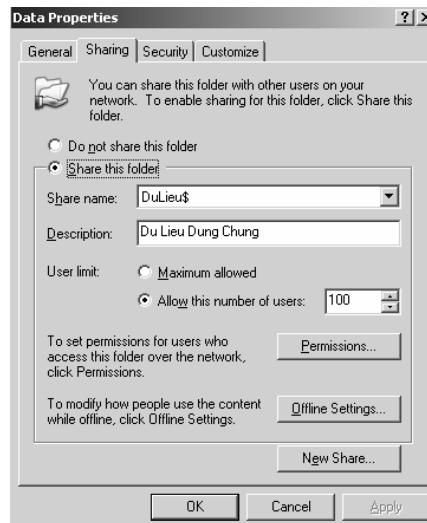 Data Properties
General Sharing Security Customize
You can share this folder with other users on your
network. To enable sharing for this folder, click Share this
folder.
Do not share this folder
Share this folder
Share name: DuLieu$
Description: Du Lieu Dung Chung
User limit: Maximum allowed
Allow this number of users: 100
To set permissions for users who
access this folder over the network,
click Permissions.
Permissions...
To modify how people use the content
while offline, click Offline Settings.
Offline Settings...
New Share...
OK Cancel Apply